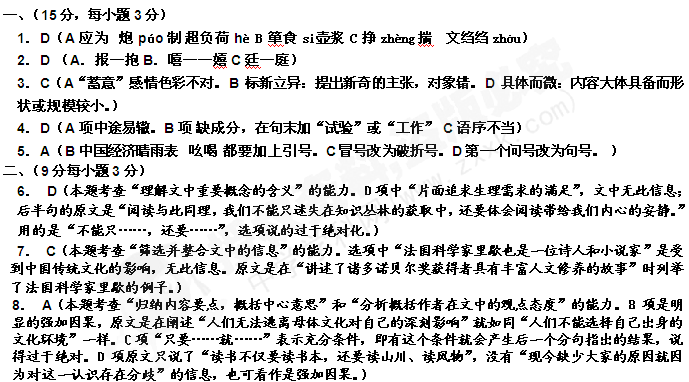 一、（15分，每小题3分）
1. D（A 应为 炮 páo 制 超负荷 hè B 箪食 sì 壶浆 C 挣 zhèng 揣 文绉绉 zhōu）
2. D （A. 报—抱 B. 嘻——嬉 C 廷—庭）
3. C（A“蓄意”感情色彩不对。B 标新立异：提出新奇的主张，对象错。D 具体而微：内容大体具备而形
状或规模较小。）
4. D（A 项中途易辙。B 项 缺成分，在句末加“试验”或“工作” C 语序不当）
5. A（B 中国经济晴雨表 吆喝 都要加上引号。C 冒号改为破折号。D 第一个问号改为句号。 ）
二、（9分每小题3分）
6. D（本题考查“理解文中重要概念的含义”的能力。D 项中“片面追求生理需求的满足”，文中无此信息；
后半句的原文是“阅读与此同理，我们不能只迷失在知识丛林的获取中，还要体会阅读带给我们内心的安静。”
用的是“不能只……，还要……”，选项说的过于绝对化。）
7. C（本题考查“筛选并整合文中的信息”的能力。选项中“法国科学家里歇也是一位诗人和小说家”是受
到中国传统文化的影响，无此信息。原文是在“讲述了诸多诺贝尔奖获得者具有丰富人文修养的故事”时列举
了法国科学家里歇的例子。）
8. A（本题考查“归纳内容要点，概括中心意思”和“分析概括作者在文中的观点态度”的能力。B 项是明
显的强加因果，原文是在阐述“人们无法逃离母体文化对自己的深刻影响”就如同“人们不能选择自己出身的
文化环境”一样。C 项“只要……就……”表示充分条件，即有这个条件就会产生后一个分句指出的结果，说
得过于绝对。D 项原文只说了“读书不仅要读书本，还要读山川、读风物”，没有“现今缺少大家的原因就因
为对这一认识存在分歧”的信息，也可看作是强加因果。）